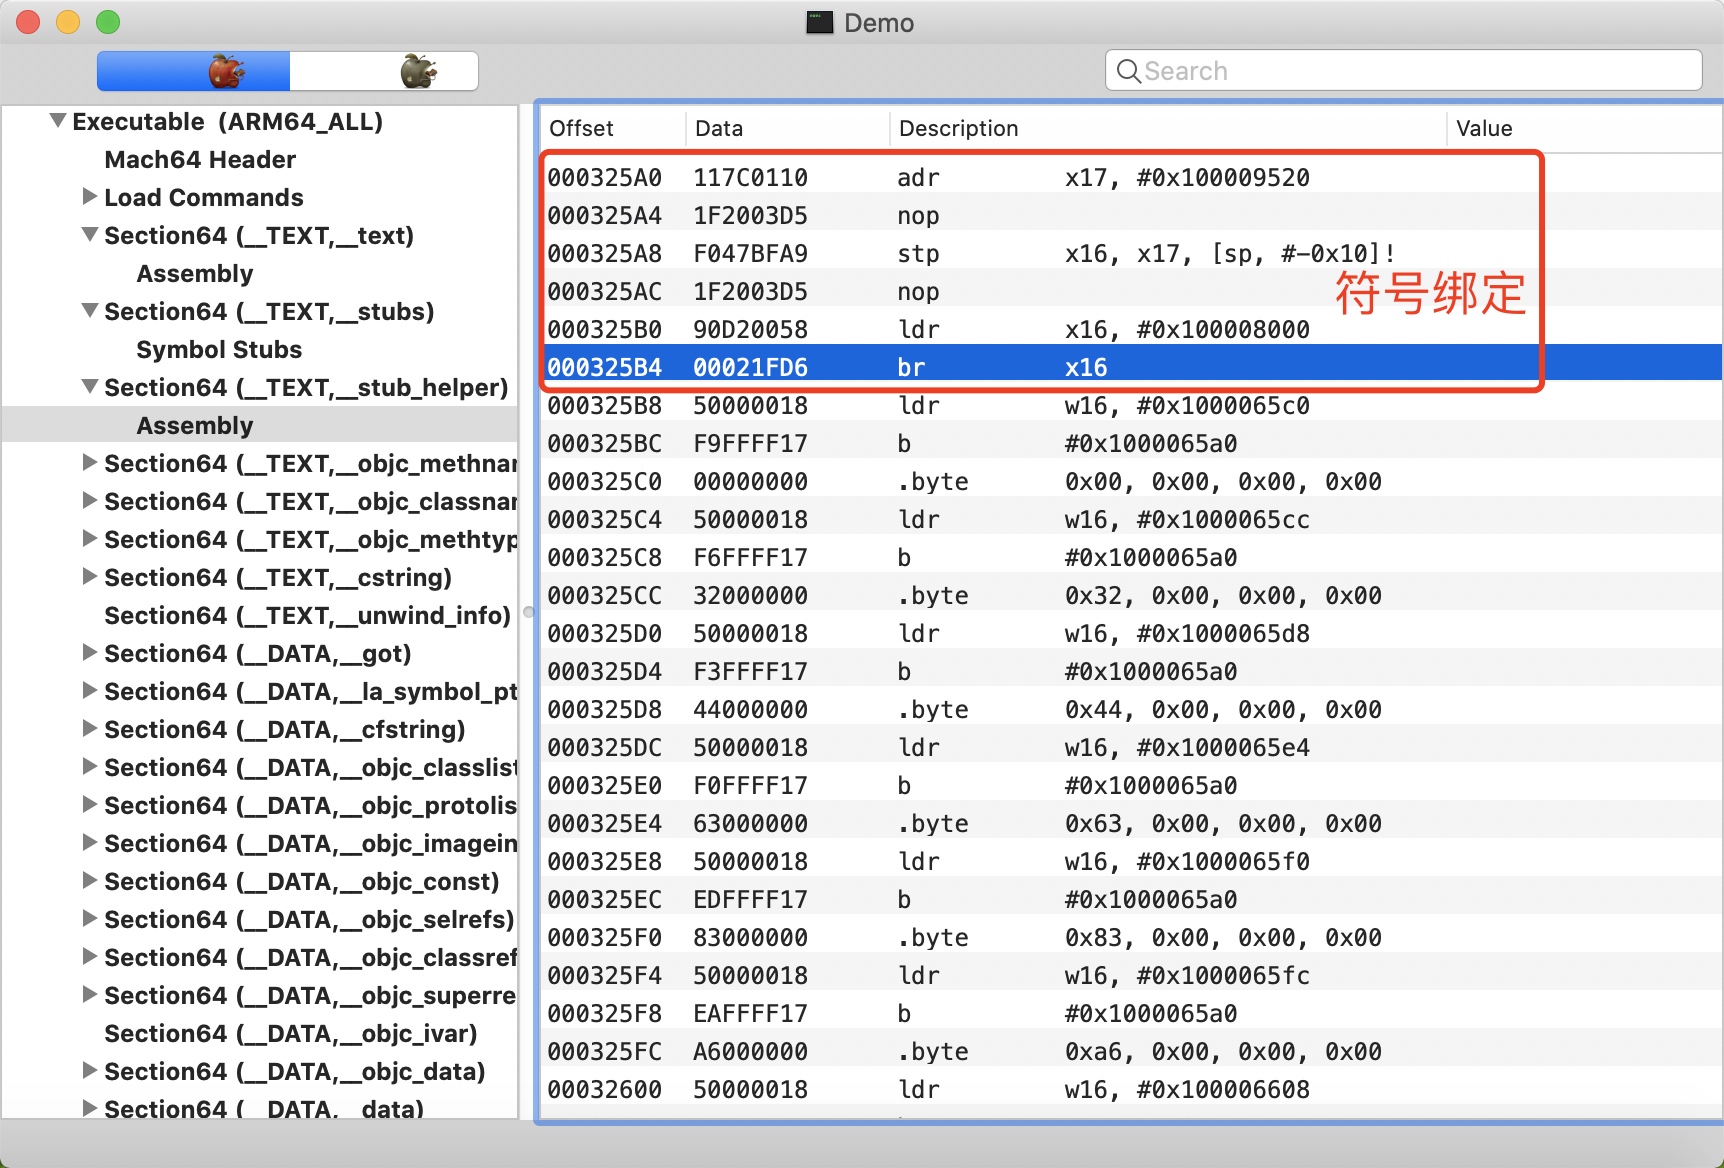 Demo
Search
Executable (ARM64_ALL)
Mach64 Header
Load Commands
Section64 (__TEXT,__text)
Assembly
Section64 (__TEXT,__stubs)
Symbol Stubs
Section64 (__TEXT,__stub_helper)
Assembly
Section64 (__TEXT,__objc_methnar
Section64 (__TEXT,__objc_classnar
Section64 (__TEXT,__objc_methtyp
Section64 (__TEXT,__cstring)
Section64 (__TEXT,__unwind_info)
Section64 (__DATA,__got)
Section64 (__DATA,__la_symbol_pt
Section64 (__DATA,__cfstring)
Section64 (__DATA,__objc_classlist
Section64 (__DATA,__objc_protolis
Section64 (__DATA,__objc_imagein
Section64 (__DATA,__objc_const)
Section64 (__DATA,__objc_selrefs)
Section64 (__DATA,__objc_classref
Section64 (__DATA,__objc_superre
Section64 (__DATA,__objc_ivar)
Section64 (__DATA,__objc_data)
Section64 (__DATA,__data)
Offset Data Description Value
000325A0 117C0110 adr x17, #0x100009520
000325A4 1F2003D5 nop
000325A8 F047BFA9 stp x16, x17, [sp, #-0x10]!
000325AC 1F2003D5 nop
符号绑定
000325B0 90D20058 ldr x16, #0x100008000
000325B4 00021FD6 br x16
000325B8 50000018 ldr w16, #0x1000065c0
000325BC F9FFFF17 b #0x1000065a0
000325C0 00000000 .byte 0x00, 0x00, 0x00, 0x00
000325C4 50000018 ldr w16, #0x1000065cc
000325C8 F6FFFF17 b #0x1000065a0
000325CC 32000000 .byte 0x32, 0x00, 0x00, 0x00
000325D0 50000018 ldr w16, #0x1000065d8
000325D4 F3FFFF17 b #0x1000065a0
000325D8 44000000 .byte 0x44, 0x00, 0x00, 0x00
000325DC 50000018 ldr w16, #0x1000065e4
000325E0 F0FFFF17 b #0x1000065a0
000325E4 63000000 .byte 0x63, 0x00, 0x00, 0x00
000325E8 50000018 ldr w16, #0x1000065f0
000325EC EDFFFF17 b #0x1000065a0
000325F0 83000000 .byte 0x83, 0x00, 0x00, 0x00
000325F4 50000018 ldr w16, #0x1000065fc
000325F8 EAFFFF17 b #0x1000065a0
000325FC A6000000 .byte 0xa6, 0x00, 0x00, 0x00
00032600 50000018 ldr w16, #0x100006608